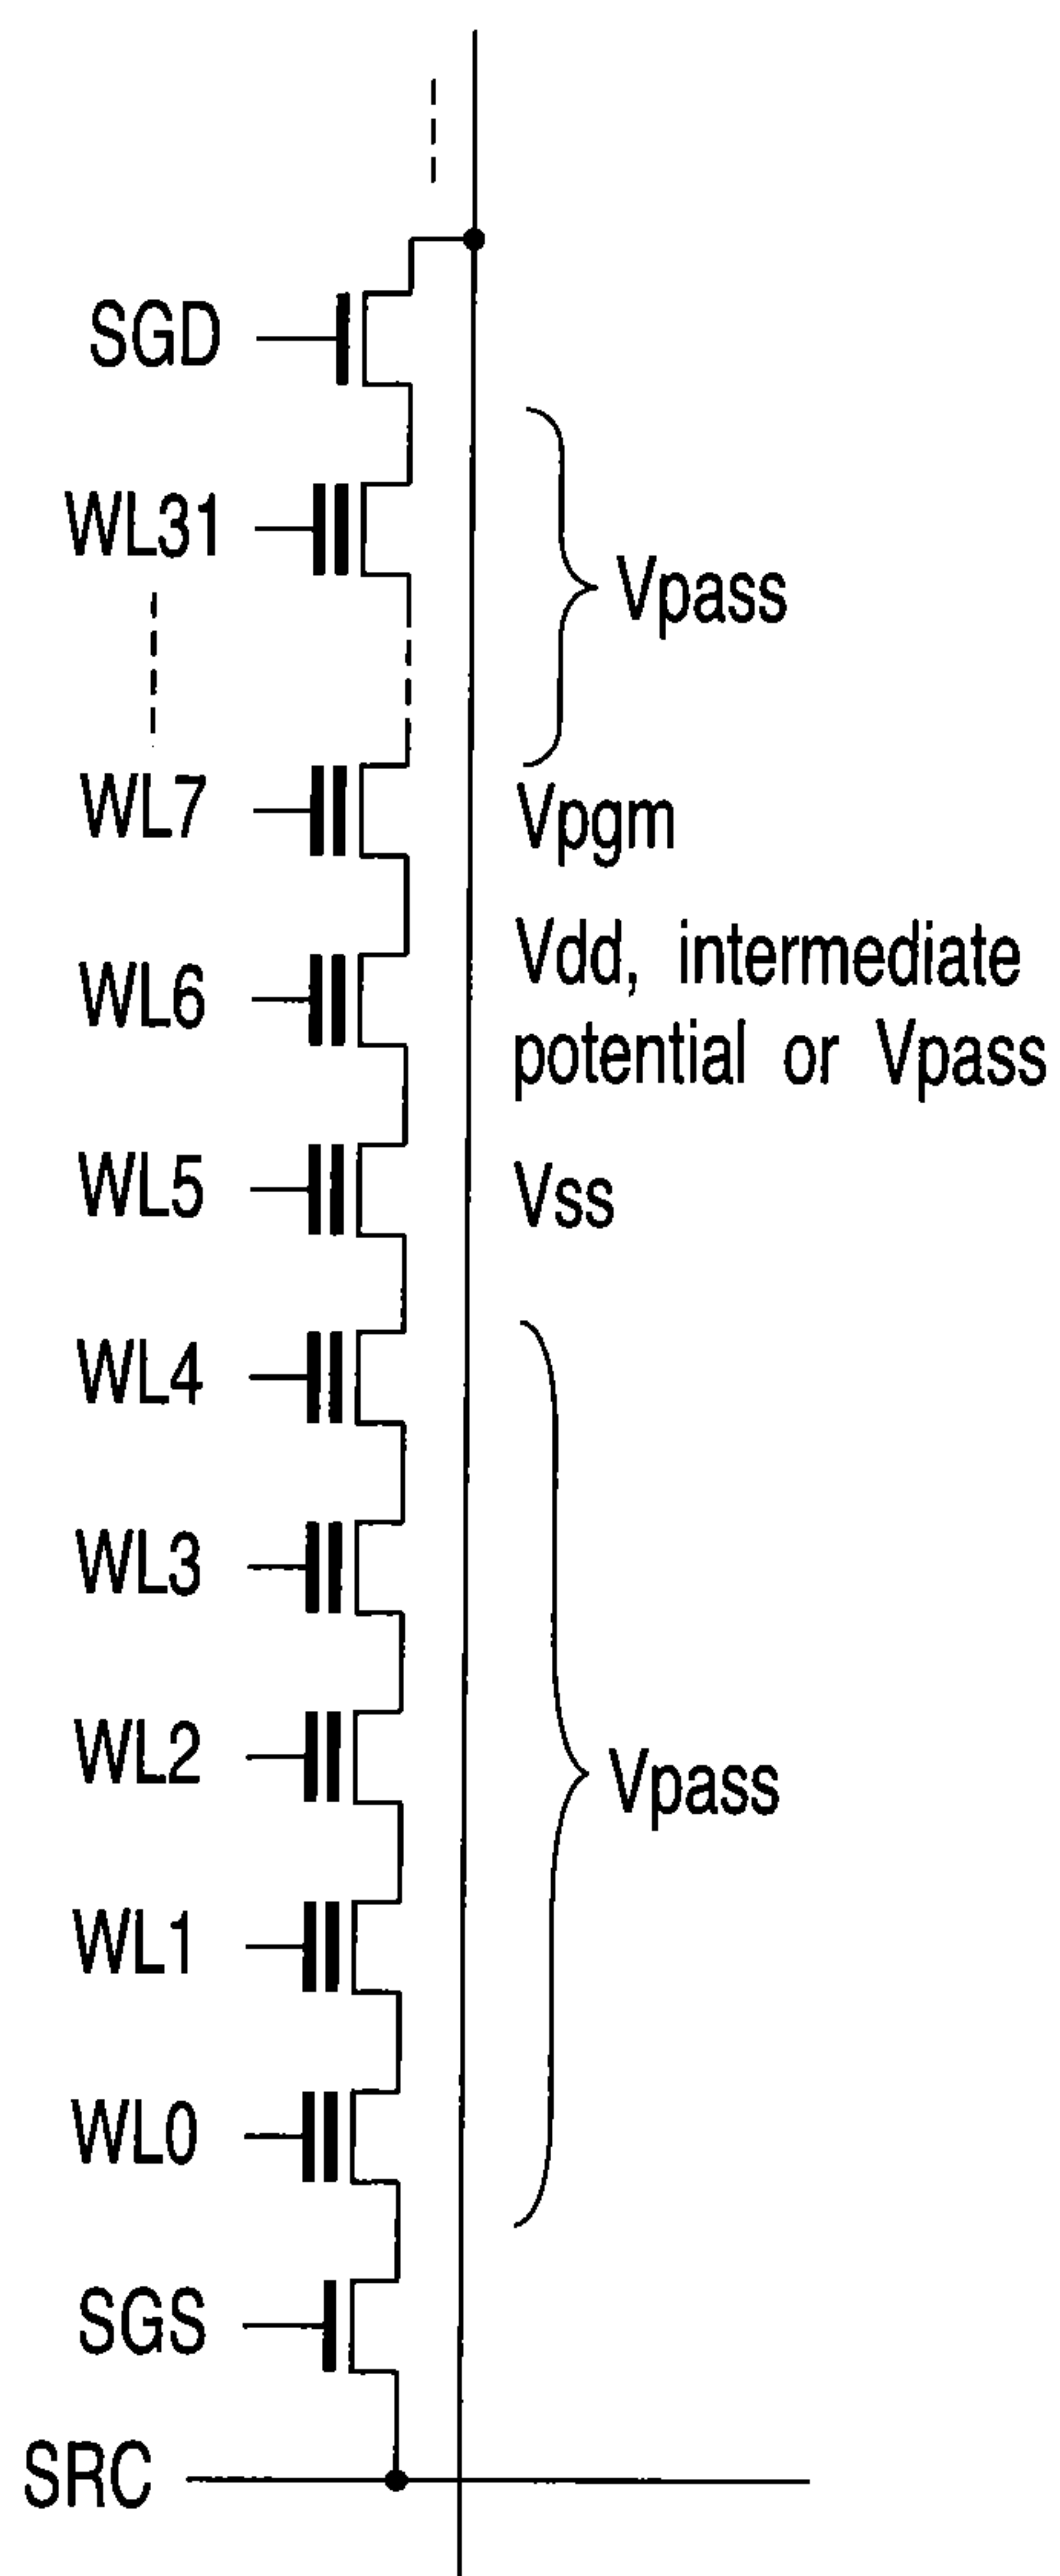 SGD
WL31
Vpass
WL7
Vpgm
WL6
Vdd, intermediate
potential or Vpass
WL5
Vss
WL4
WL3
WL2
Vpass
WL1
WL0
SGS
SRC